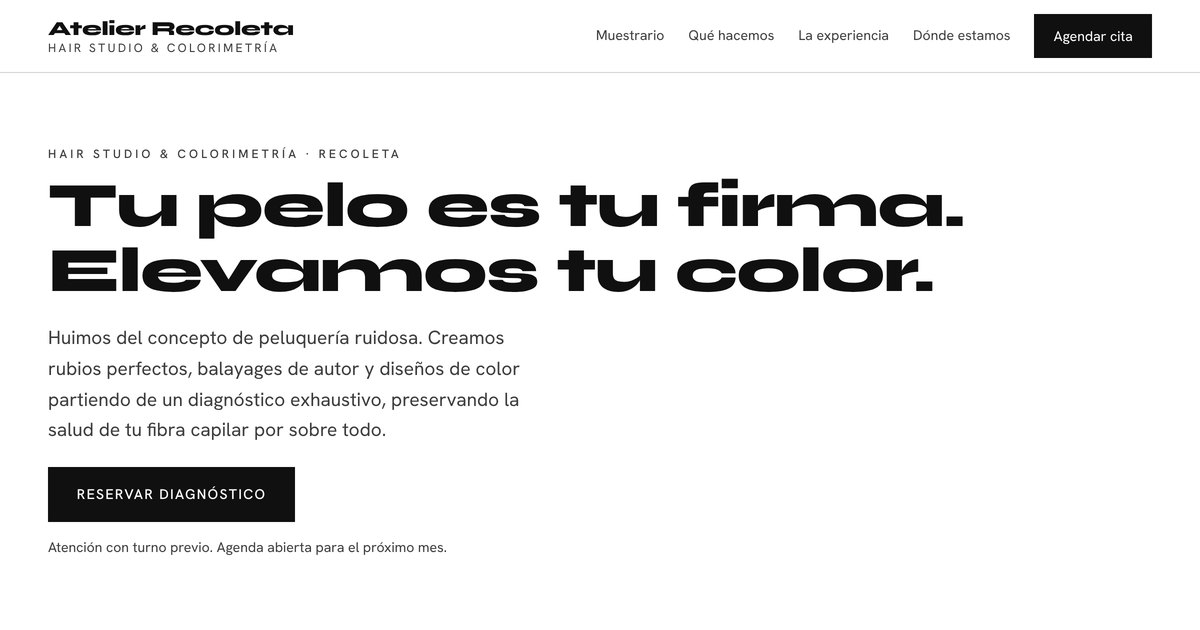 Atelier Recoleta
HAIR STUDIO & COLORIMETRÍA
Muestrario
Qué hacemos
La experiencia
Dónde estamos
Agendar cita
HAIR STUDIO & COLORIMETRÍA · RECOLETA
Tu pelo es tu firma.
Elevamos tu color.
Huimos del concepto de peluquería ruidosa. Creamos
rubios perfectos, balayages de autor y diseños de color
partiendo de un diagnóstico exhaustivo, preservando la
salud de tu fibra capilar por sobre todo.
RESERVAR DIAGNÓSTICO
Atención con turno previo. Agenda abierta para el próximo mes.